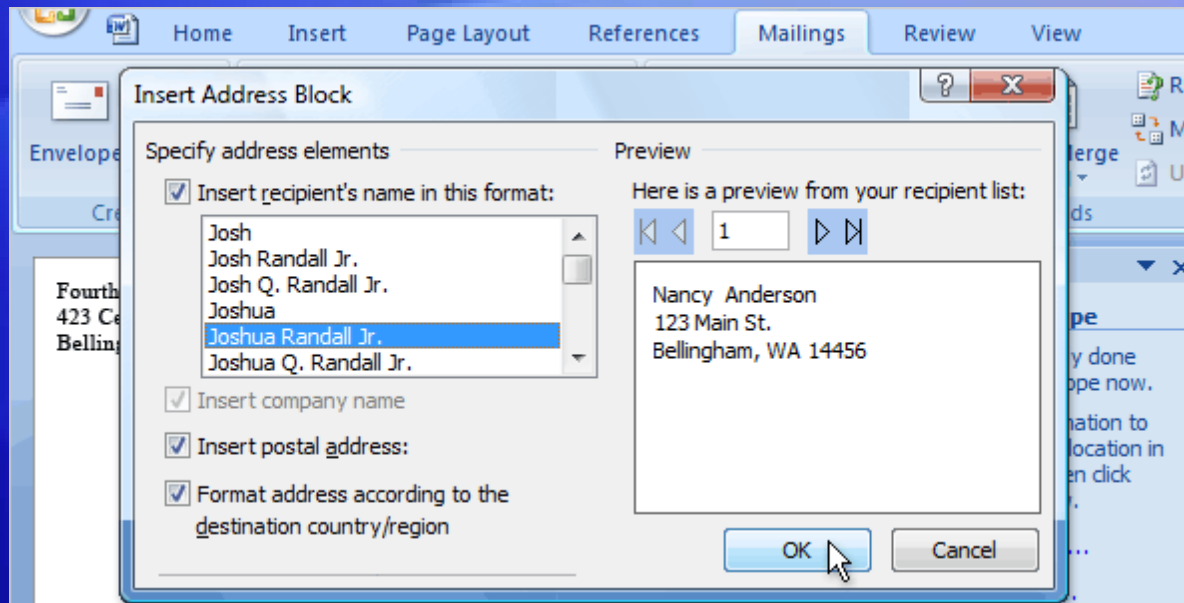 Home Insert Page Layout References Mailings Review View
Insert Address Block
Envelope
Specify address elements
Insert recipient's name in this format:
Josh
Josh Randall Jr.
Josh Q. Randall Jr.
Joshua
Joshua Randall Jr.
Joshua Q. Randall Jr.
Insert company name
Insert postal address:
Format address according to the
destination country/region
Preview
Here is a preview from your recipient list:
1
Nancy Anderson
123 Main St.
Bellingham, WA 14456
OK Cancel
Fourth
423 Ce
Belling
y done
ope now.
ation to
location in
en click